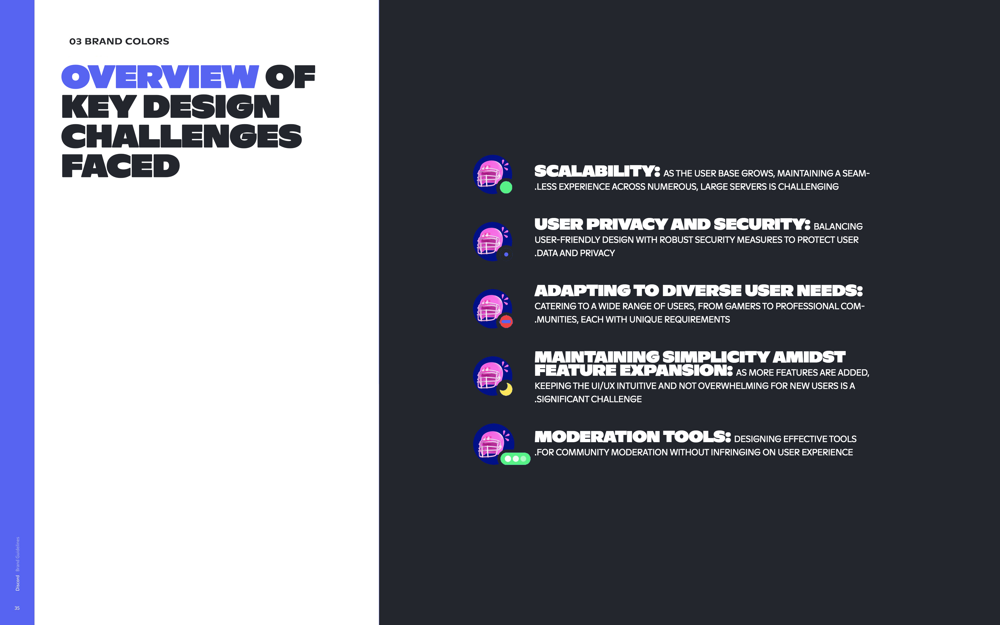 03 BRAND COLORS
OVERVIEW OF
KEY DESIGN
CHALLENGES
FACED
SCALABILITY: AS THE USER BASE GROWS, MAINTAINING A SEAM-
.LESS EXPERIENCE ACROSS NUMEROUS, LARGE SERVERS IS CHALLENGING
USER PRIVACY AND SECURITY: BALANCING
USER-FRIENDLY DESIGN WITH ROBUST SECURITY MEASURES TO PROTECT USER
.DATA AND PRIVACY
ADAPTING TO DIVERSE USER NEEDS:
CATERING TO A WIDE RANGE OF USERS, FROM GAMERS TO PROFESSIONAL COM-
.MUNITIES, EACH WITH UNIQUE REQUIREMENTS
MAINTAINING SIMPLICITY AMIDST
FEATURE EXPANSION: AS MORE FEATURES ARE ADDED,
KEEPING THE UI/UX INTUITIVE AND NOT OVERWHELMING FOR NEW USERS IS A
.SIGNIFICANT CHALLENGE
MODERATION TOOLS: DESIGNING EFFECTIVE TOOLS
.FOR COMMUNITY MODERATION WITHOUT INFRINGING ON USER EXPERIENCE
Discord Brand Guidelines
35